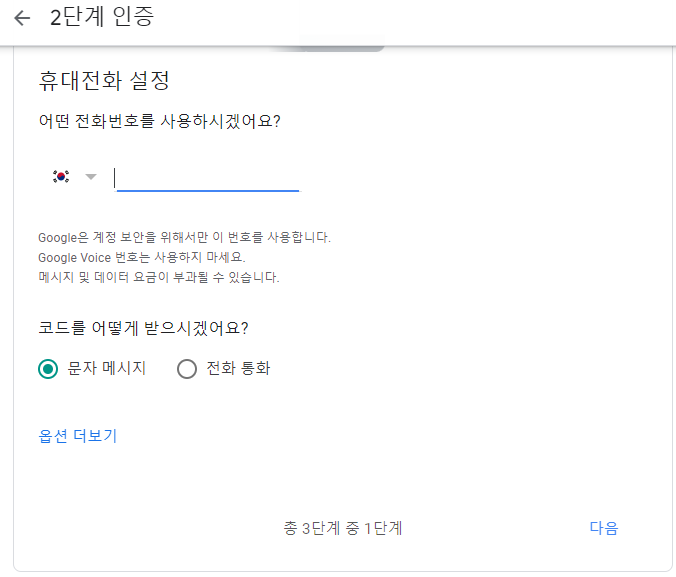 2단계 인증
휴대전화 설정
어떤 전화번호를 사용하시겠어요?
Google은 계정 보안을 위해서만 이 번호를 사용합니다.
Google Voice 번호는 사용하지 마세요.
메시지 및 데이터 요금이 부과될 수 있습니다.
코드를 어떻게 받으시겠어요?
문자 메시지 전화 통화
옵션 더보기
총 3단계 중 1단계 다음